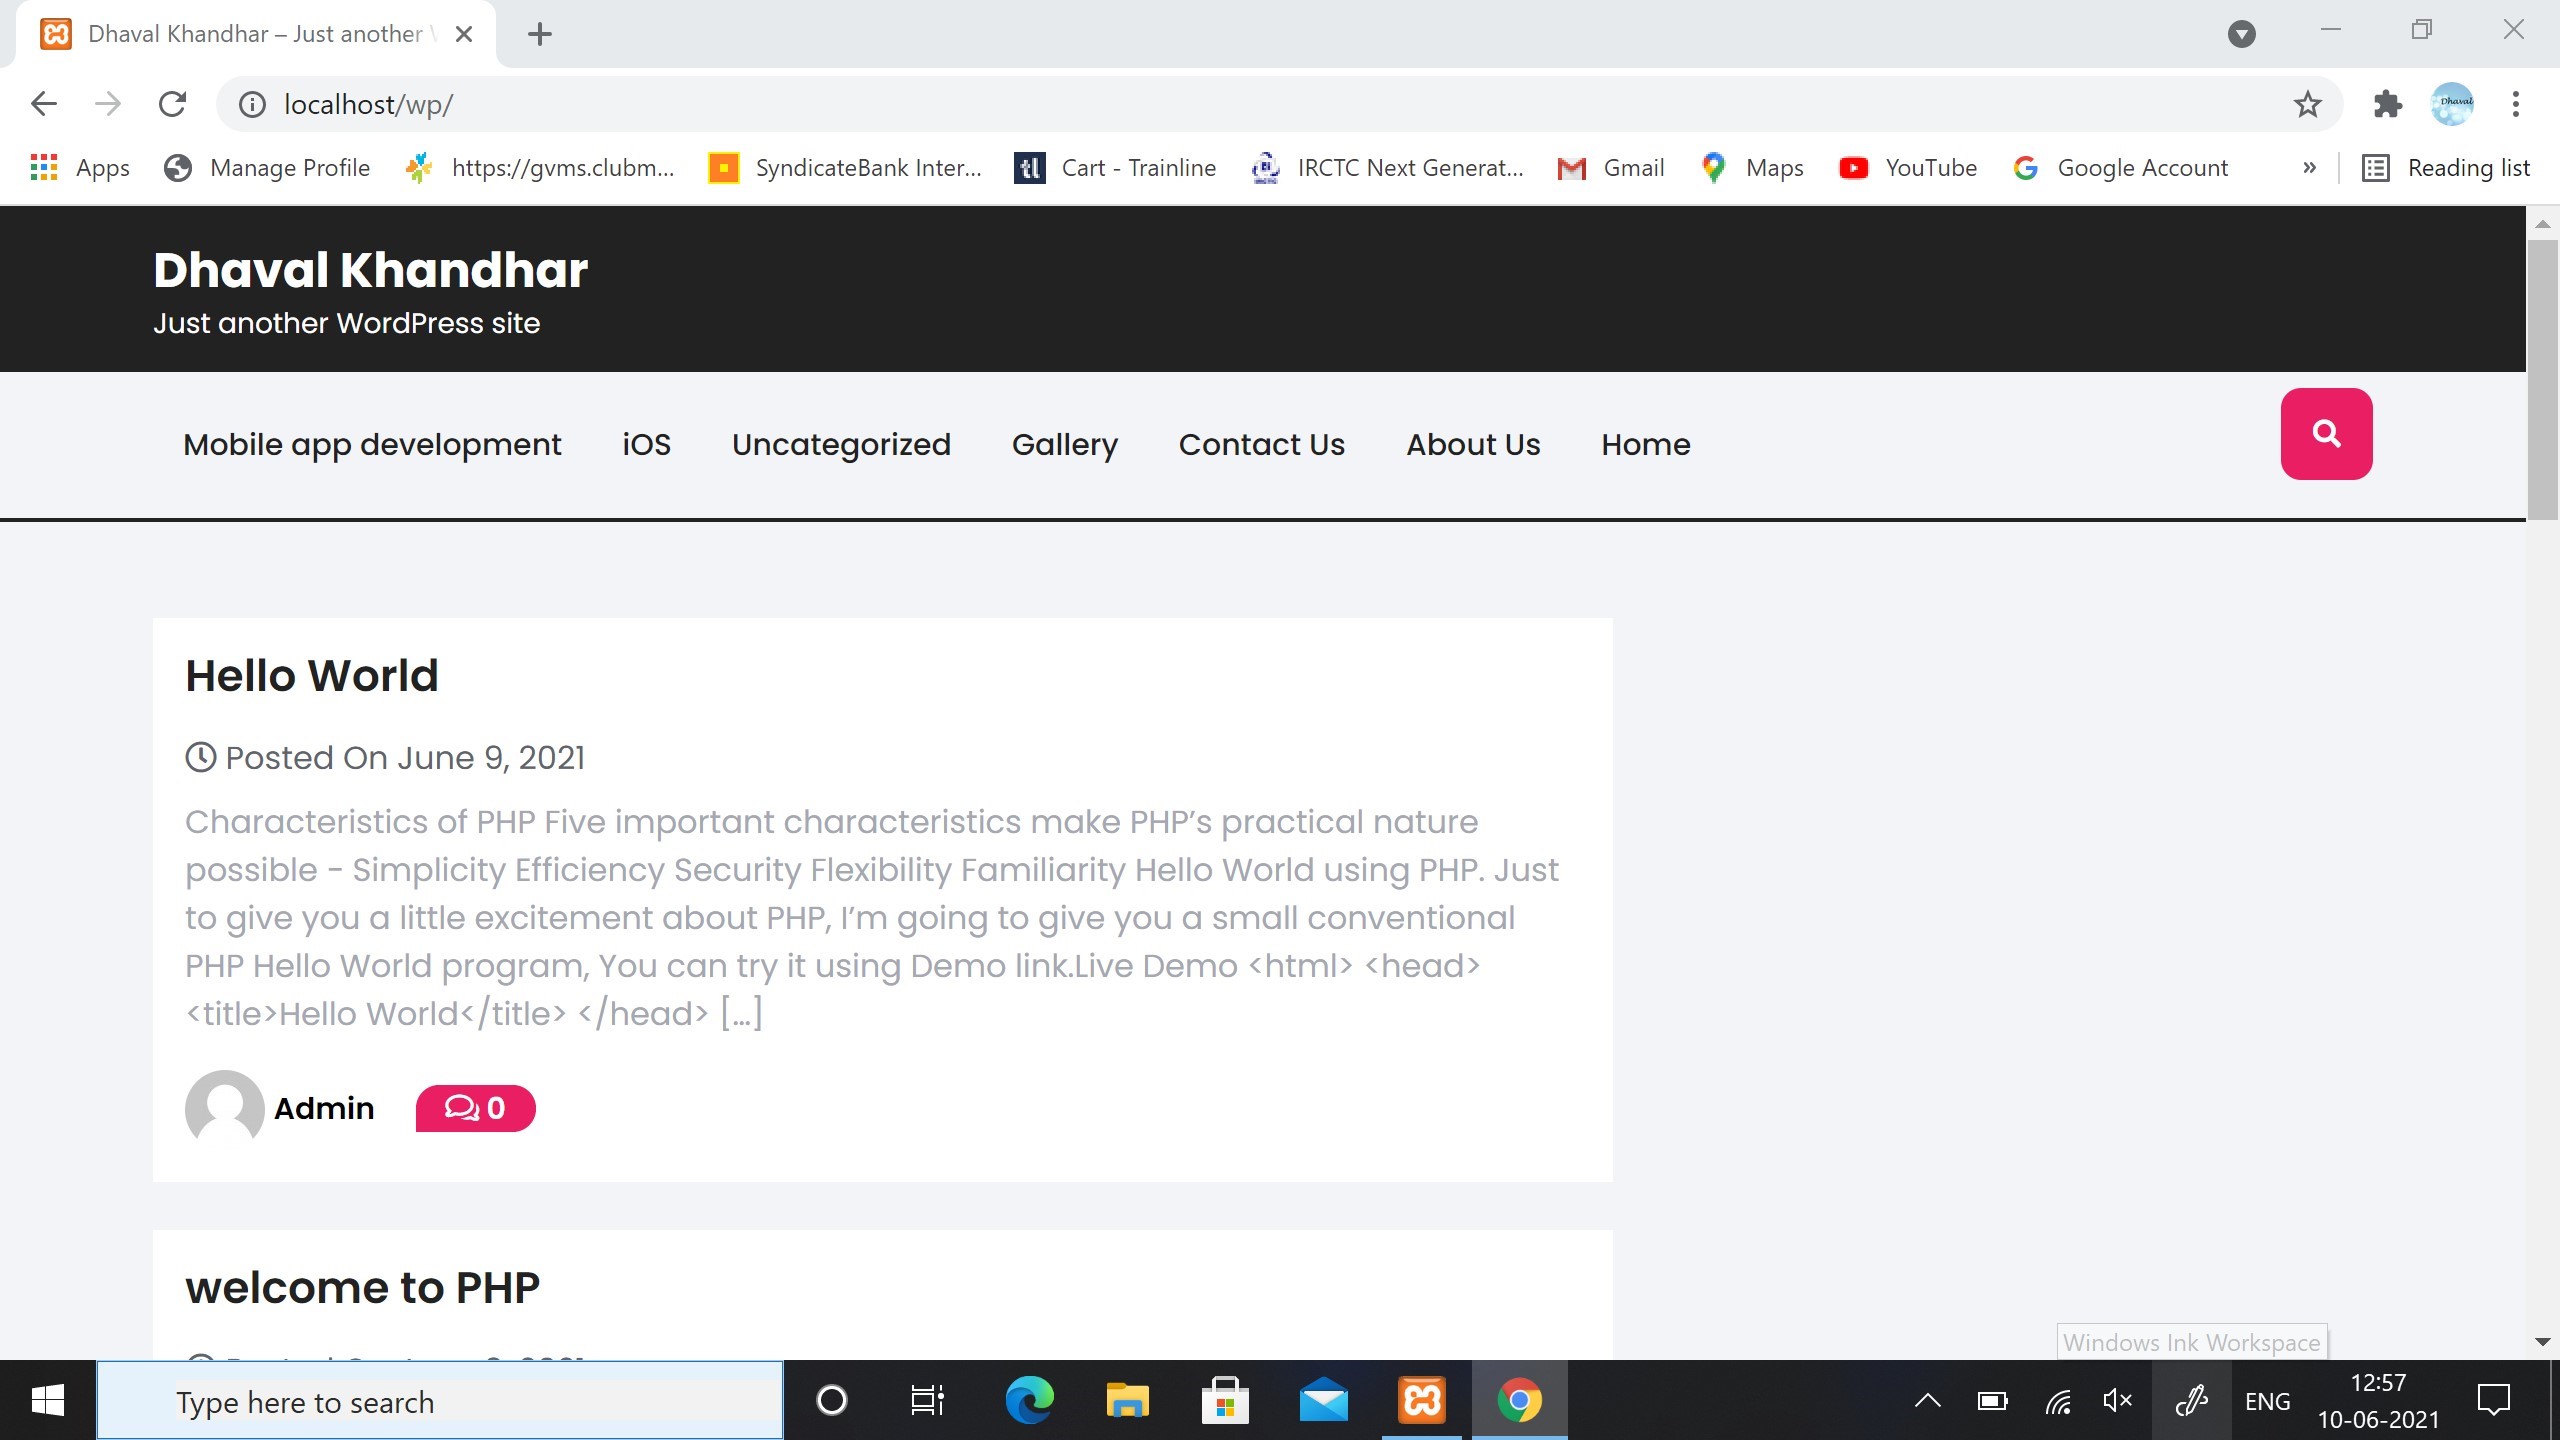 Dhaval Khandhar – Just another
localhost/wp/
Apps Manage Profile https://gvms.clubm... SyndicateBank Inter... tl Cart - Trainline IRCTC Next Generat... Gmail Maps YouTube Google Account » Reading list
Dhaval Khandhar
Just another WordPress site
Mobile app development iOS Uncategorized Gallery Contact Us About Us Home
Hello World
Posted On June 9, 2021
Characteristics of PHP Five important characteristics make PHP’s practical nature
possible - Simplicity Efficiency Security Flexibility Familiarity Hello World using PHP. Just
to give you a little excitement about PHP, I’m going to give you a small conventional
PHP Hello World program, You can try it using Demo link.Live Demo <html> <head>
<title>Hello World</title> </head> […]
Admin 0
welcome to PHP
Windows Ink Workspace
Type here to search
ENG
12:57
10-06-2021